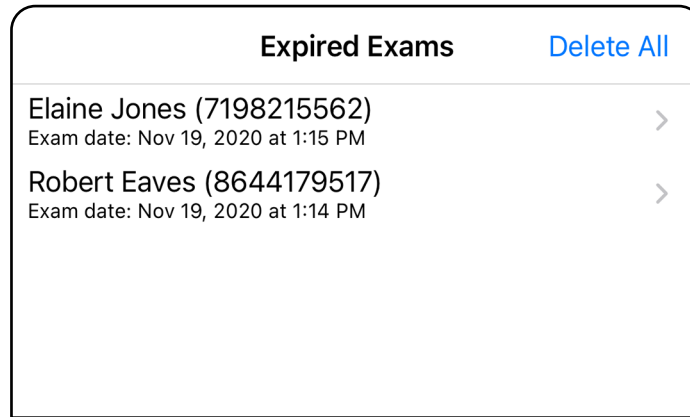 Expired Exams
Delete All
Elaine Jones (7198215562)
Exam date: Nov 19, 2020 at 1:15 PM
Robert Eaves (8644179517)
Exam date: Nov 19, 2020 at 1:14 PM